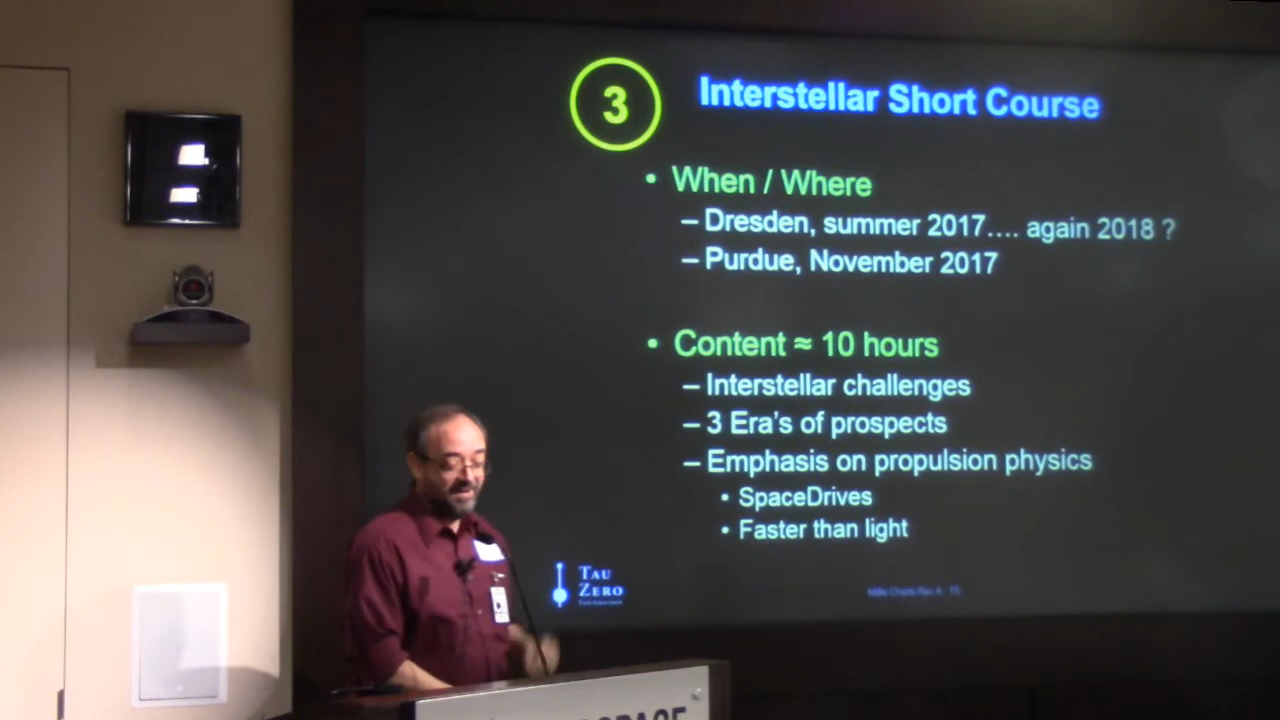 3
Interstellar Short Course
• When / Where
– Dresden, summer 2017…. again 2018 ?
– Purdue, November 2017
• Content ≈ 10 hours
– Interstellar challenges
– 3 Era's of prospects
– Emphasis on propulsion physics
• SpaceDrives
• Faster than light
TAU
ZERO